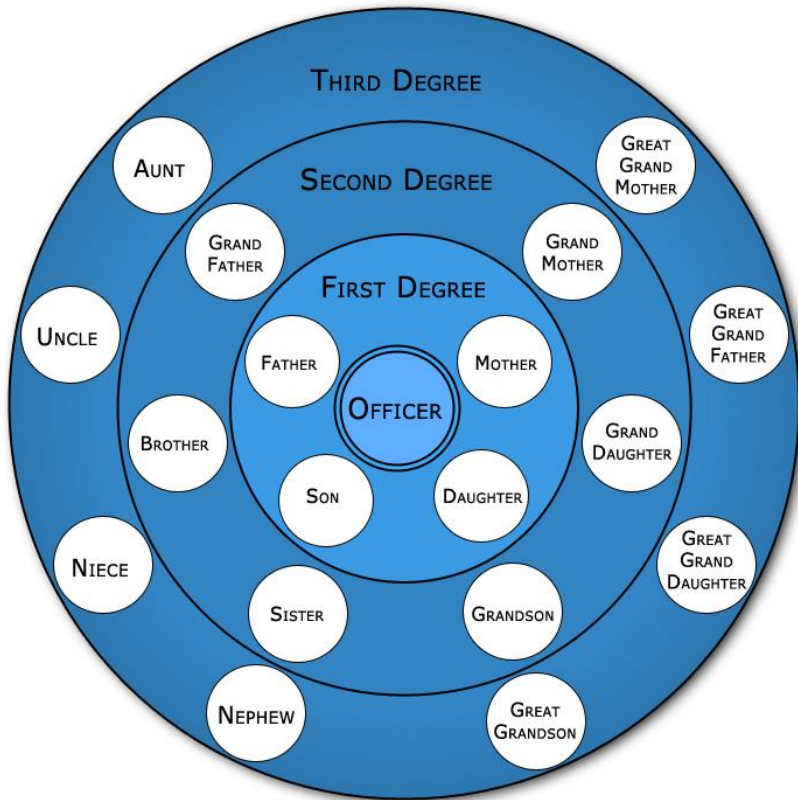 Third Degree
Aunt
Great
Grand
Mother
Second Degree
Grand
Father
Grand
Mother
First Degree
Uncle
Great
Grand
Father
Father
Mother
Officer
Brother
Grand
Daughter
Son
Daughter
Niece
Great
Grand
Daughter
Sister
Grandson
Nephew
Great
Grandson